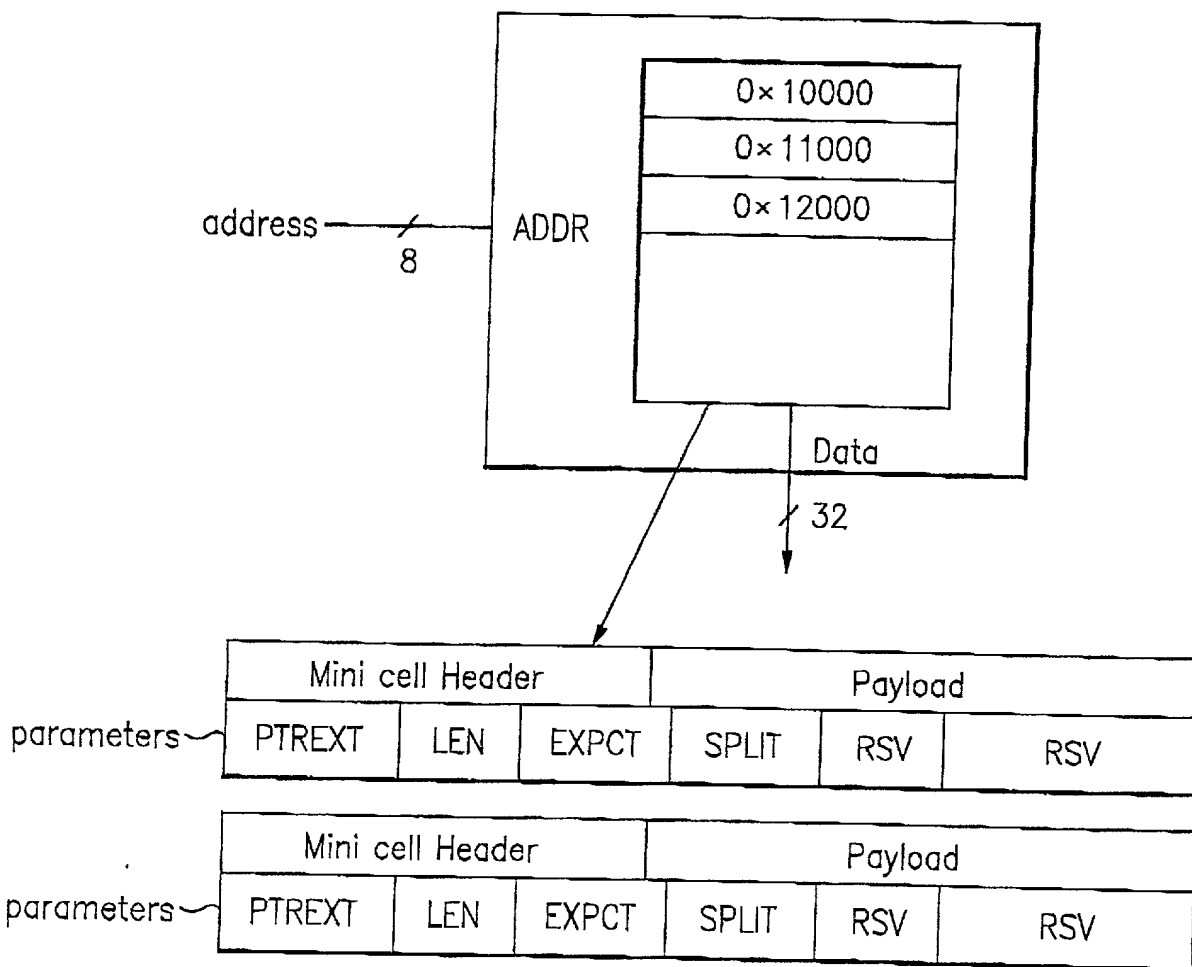 0×10000
0×11000
0×12000
address
8
ADDR
Data
32
Mini cell Header Payload
parameters PTREXT LEN EXPCT SPLIT RSV RSV
Mini cell Header Payload
parameters PTREXT LEN EXPCT SPLIT RSV RSV